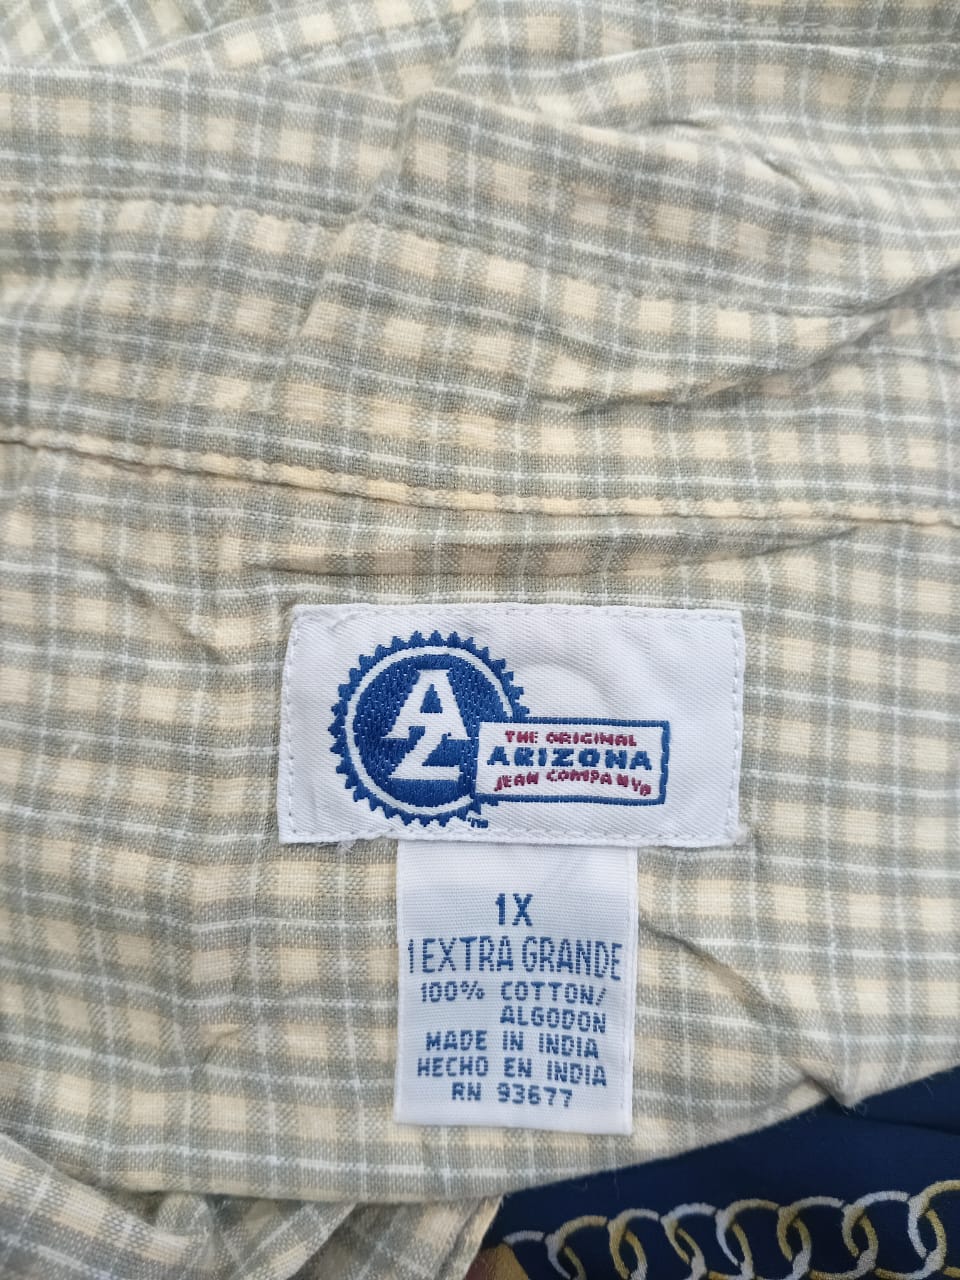 AZ
THE ORIGINAL
ARIZONA
JEAN COMPANY®
TM
1X
1 EXTRA GRANDE
100% COTTON/
ALGODON
MADE IN INDIA
HECHO EN INDIA
RN 93677